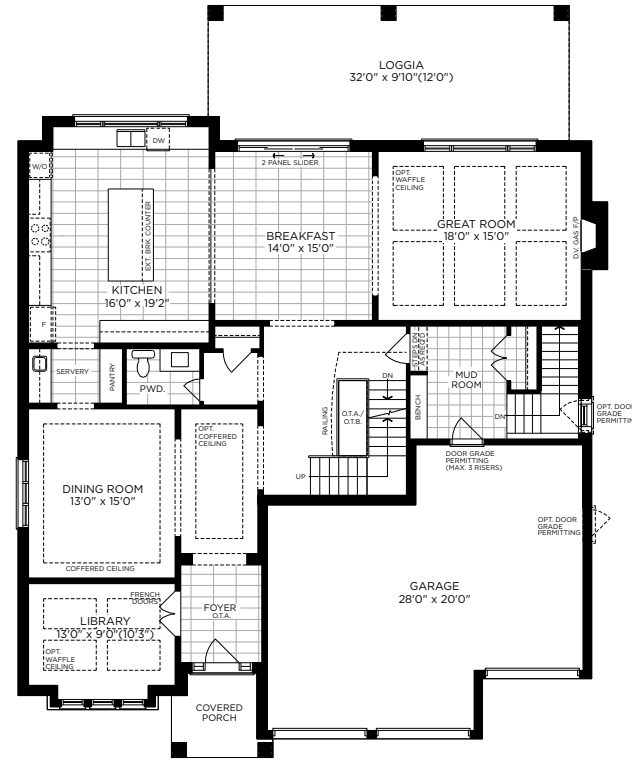 LOGGIA
32'0" x 9'10"(12'0")
W/O
DW
2 PANEL SLIDER
OPT.
WAFFLE
CEILING
EXT. BRK. COUNTER
BREAKFAST
14'0" x 15'0"
GREAT ROOM
18'0" x 15'0"
D.V. GAS F/P
KITCHEN
16'0" x 19'2"
F
SERVERY
PANTRY
PWD.
STEPS DN
AS REQ'D
MUD
ROOM
BENCH
DN
DN
RAILING
O.T.A./
O.T.B.
UP
OPT. DOOR
GRADE
PERMITTING
DOOR GRADE
PERMITTING
(MAX. 3 RISERS)
OPT.
COFFERED
CEILING
DINING ROOM
13'0" x 15'0"
COFFERED CEILING
OPT. DOOR
GRADE
PERMITTING
GARAGE
28'0" x 20'0"
FRENCH
DOORS
LIBRARY
13'0" x 9'0"(10'3")
OPT.
WAFFLE
CEILING
FOYER
O.T.A.
COVERED
PORCH